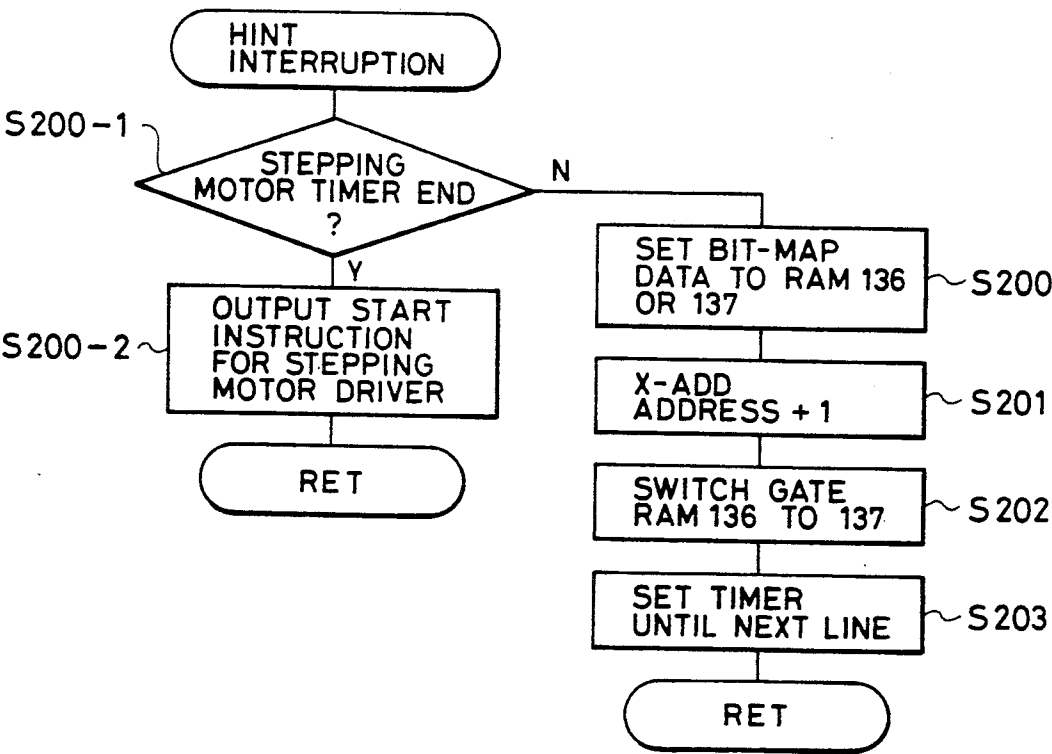 HINT
INTERRUPTION
S200-1
STEPPING
MOTOR TIMER END
?
N
Y
S200-2
OUTPUT START
INSTRUCTION
FOR STEPPING
MOTOR DRIVER
RET
SET BIT-MAP
DATA TO RAM 136
OR 137
S200
X-ADD
ADDRESS + 1
S201
SWITCH GATE
RAM 136 TO 137
S202
SET TIMER
UNTIL NEXT LINE
S203
RET